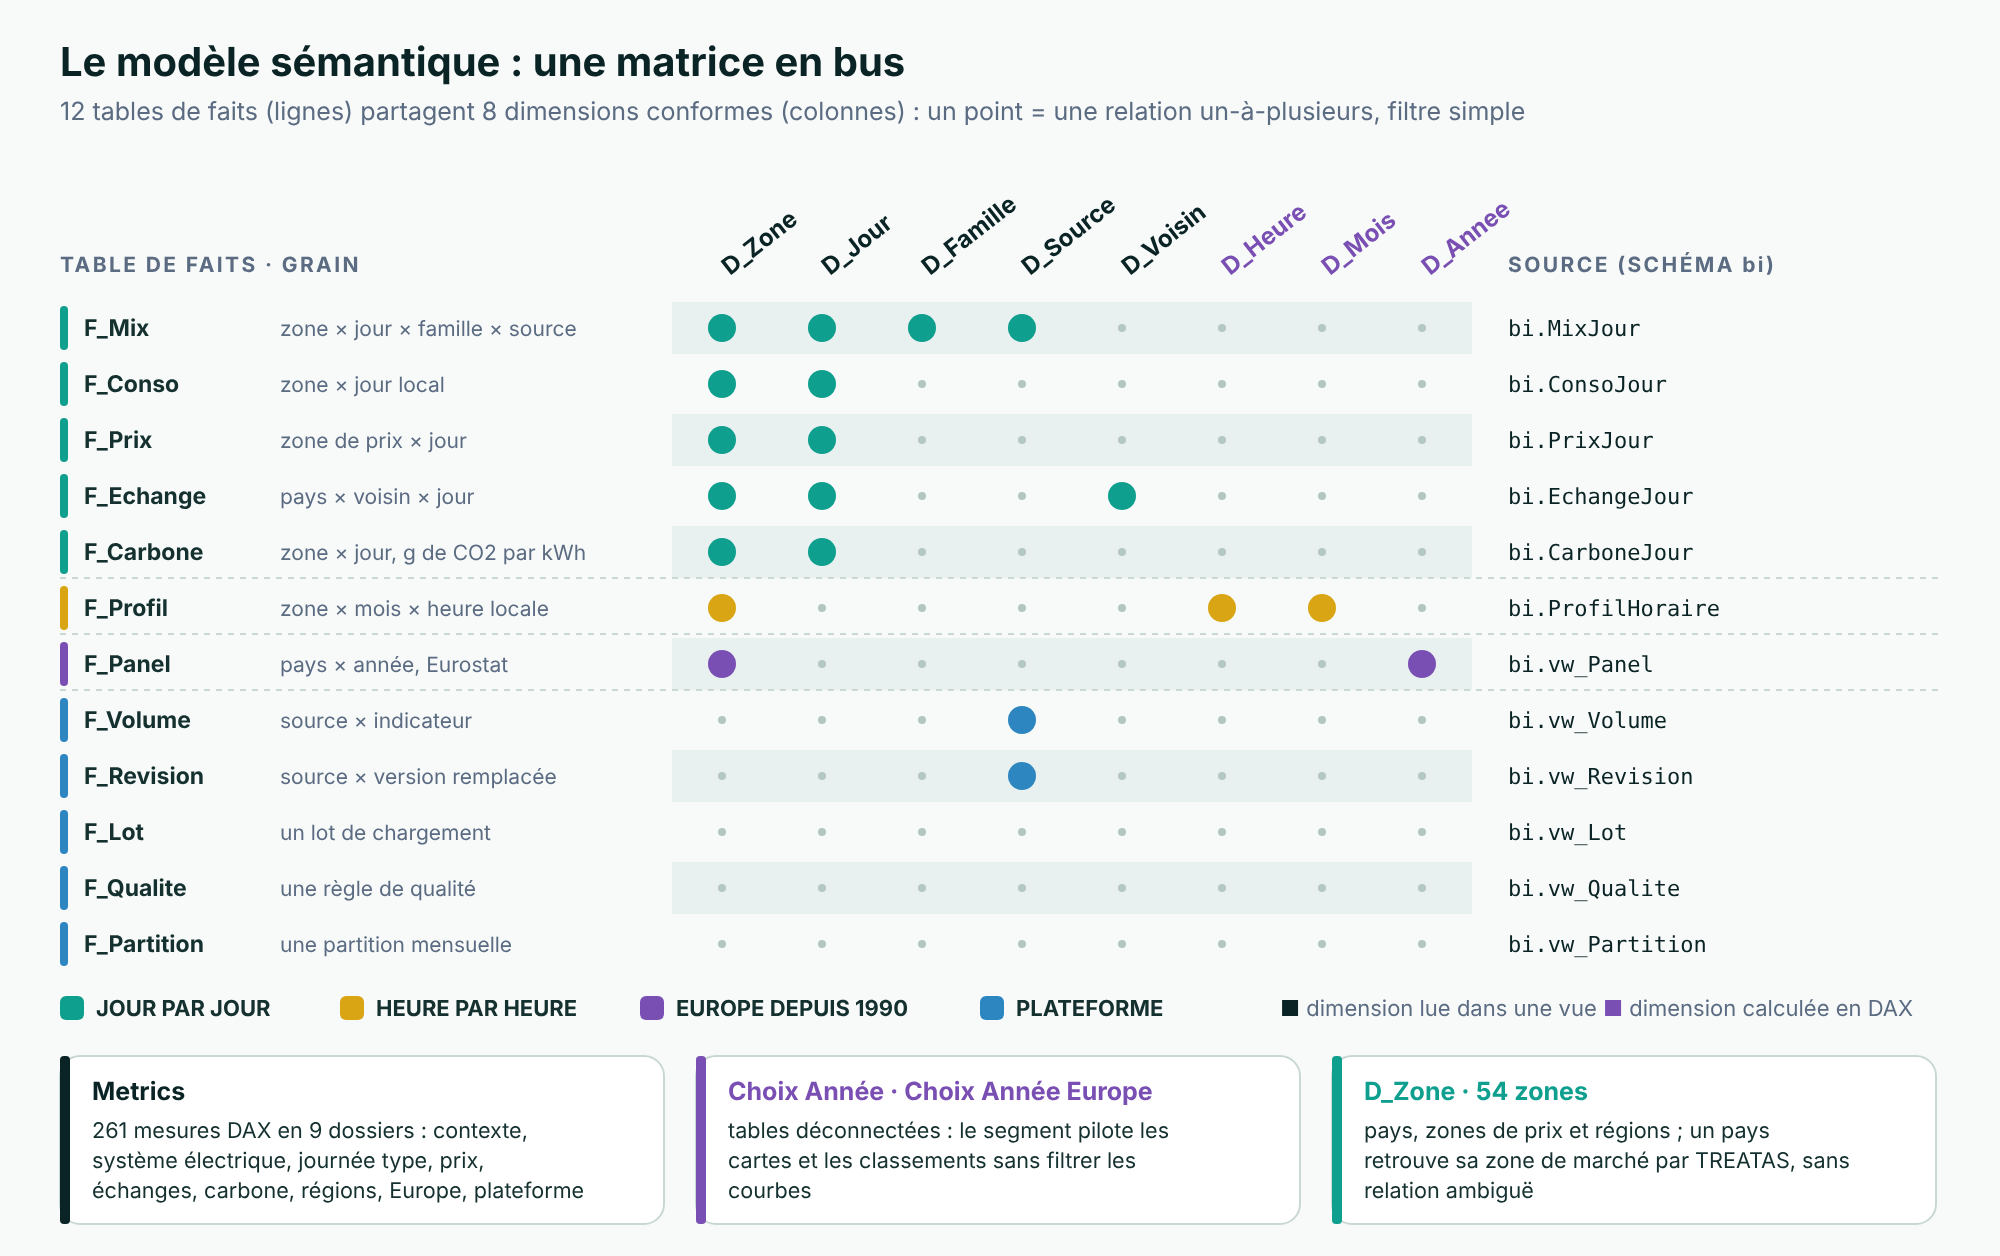 Le modèle sémantique : une matrice en bus
12 tables de faits (lignes) partagent 8 dimensions conformes (colonnes) : un point = une relation un-à-plusieurs, filtre simple
TABLE DE FAITS · GRAIN D_Zone D_Jour D_Famille D_Source D_Voisin D_Heure D_Mois D_Annee SOURCE (SCHÉMA bi)
F_Mix zone × jour × famille × source bi.MixJour
F_Conso zone × jour local bi.ConsoJour
F_Prix zone de prix × jour bi.PrixJour
F_Echange pays × voisin × jour bi.EchangeJour
F_Carbone zone × jour, g de CO2 par kWh bi.CarboneJour
F_Profil zone × mois × heure locale bi.ProfilHoraire
F_Panel pays × année, Eurostat bi.vw_Panel
F_Volume source × indicateur bi.vw_Volume
F_Revision source × version remplacée bi.vw_Revision
F_Lot un lot de chargement bi.vw_Lot
F_Qualite une règle de qualité bi.vw_Qualite
F_Partition une partition mensuelle bi.vw_Partition
JOUR PAR JOUR HEURE PAR HEURE EUROPE DEPUIS 1990 PLATEFORME dimension lue dans une vue dimension calculée en DAX
Metrics
261 mesures DAX en 9 dossiers : contexte,
système électrique, journée type, prix,
échanges, carbone, régions, Europe, plateforme
Choix Année · Choix Année Europe
tables déconnectées : le segment pilote les
cartes et les classements sans filtrer les
courbes
D_Zone · 54 zones
pays, zones de prix et régions ; un pays
retrouve sa zone de marché par TREATAS, sans
relation ambiguë